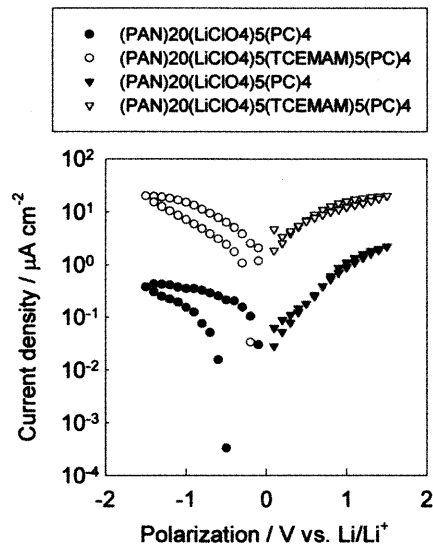 ● (PAN)20(LiClO4)5(PC)4
○ (PAN)20(LiClO4)5(TCEMAM)5(PC)4
▼ (PAN)20(LiClO4)5(PC)4
▽ (PAN)20(LiClO4)5(TCEMAM)5(PC)4
Current density / μA cm⁻²
10²
10¹
10⁰
10⁻¹
10⁻²
10⁻³
10⁻⁴
-2 -1 0 1 2
Polarization / V vs. Li/Li⁺